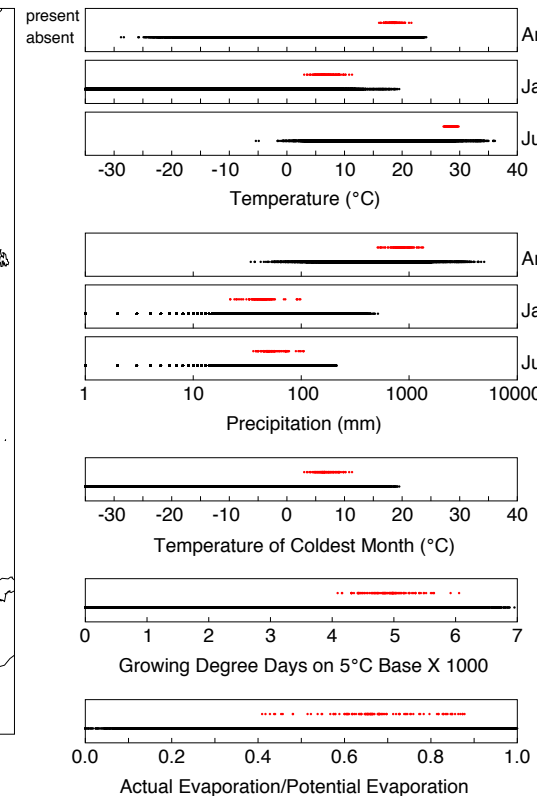 present
absent
An
Ja
Ju
-30 -20 -10 0 10 20 30 40
Temperature (°C)
An
Ja
Ju
1 10 100 1000 10000
Precipitation (mm)
-30 -20 -10 0 10 20 30 40
Temperature of Coldest Month (°C)
0 1 2 3 4 5 6 7
Growing Degree Days on 5°C Base X 1000
0.0 0.2 0.4 0.6 0.8 1.0
Actual Evaporation/Potential Evaporation